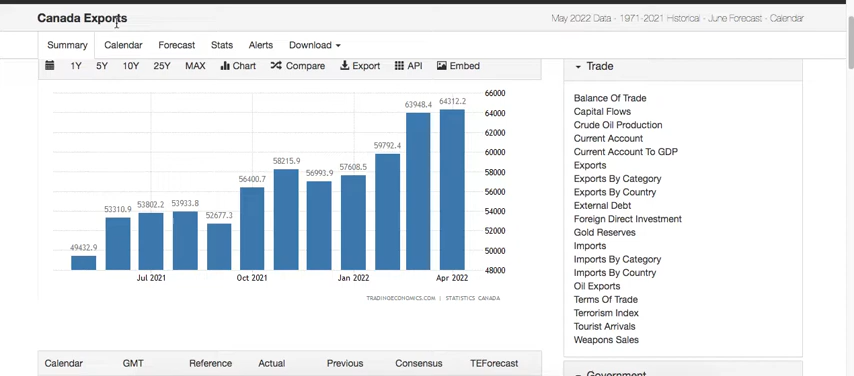 Canada Exports
May 2022 Data - 1971-2021 Historical - June Forecast - Calendar
Summary Calendar Forecast Stats Alerts Download
1Y 5Y 10Y 25Y MAX Chart Compare Export API Embed
66000
64000
62000
60000
58000
56000
54000
52000
50000
48000
49432.9
53310.9
53802.2
53933.8
52677.3
56400.7
58215.9
56993.9
57608.5
59792.4
63948.4
64312.2
Jul 2021 Oct 2021 Jan 2022 Apr 2022
TRADINGECONOMICS.COM | STATISTICS CANADA
Calendar GMT Reference Actual Previous Consensus TEForecast
Trade
Balance Of Trade
Capital Flows
Crude Oil Production
Current Account
Current Account To GDP
Exports
Exports By Category
Exports By Country
External Debt
Foreign Direct Investment
Gold Reserves
Imports
Imports By Category
Imports By Country
Oil Exports
Terms Of Trade
Terrorism Index
Tourist Arrivals
Weapons Sales
Government